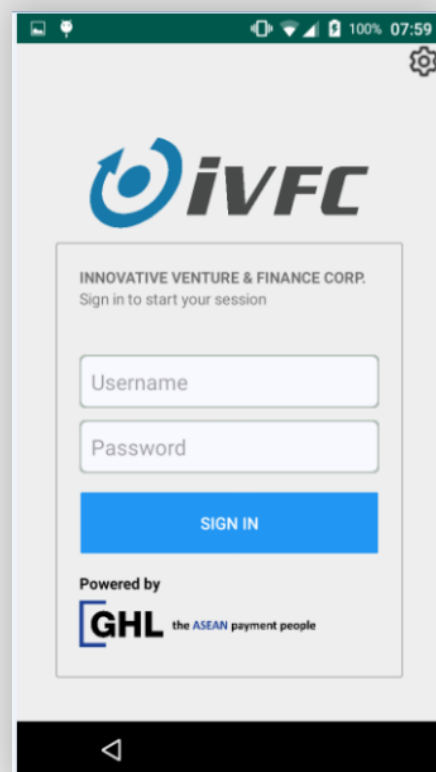 100% 07:59
iVFC
INNOVATIVE VENTURE & FINANCE CORP.
Sign in to start your session
Username
Password
SIGN IN
Powered by
GHL the ASEAN payment people